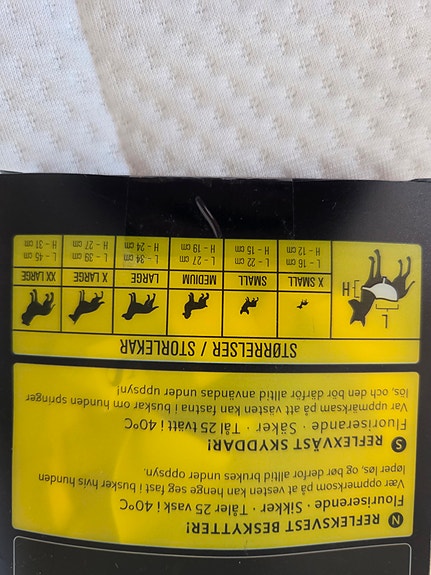 N REFLEKSVEST BESKYTTER!
Flouriserende · Sikker · Tåler 25 vask i 40°C
Vær oppmerksom på at vesten kan henge seg fast i busker hvis hunden
løper løs, og bør derfor alltid brukes under oppsyn.
S REFLEXVÄST SKYDDAR!
Fluoriserande · Säker · Tål 25 tvätt i 40°C
Var uppmärksam på att västen kan fastna i buskar om hunden springer
lös, och den bör därför alltid användas under uppsyn!
STØRRELSER / STORLEKAR
L
H
X SMALL
L - 16 cm
H - 12 cm
SMALL
L - 22 cm
H - 15 cm
MEDIUM
L - 27 cm
H - 19 cm
LARGE
L - 34 cm
H - 24 cm
X LARGE
L - 39 cm
H - 27 cm
XX LARGE
L - 45 cm
H - 31 cm